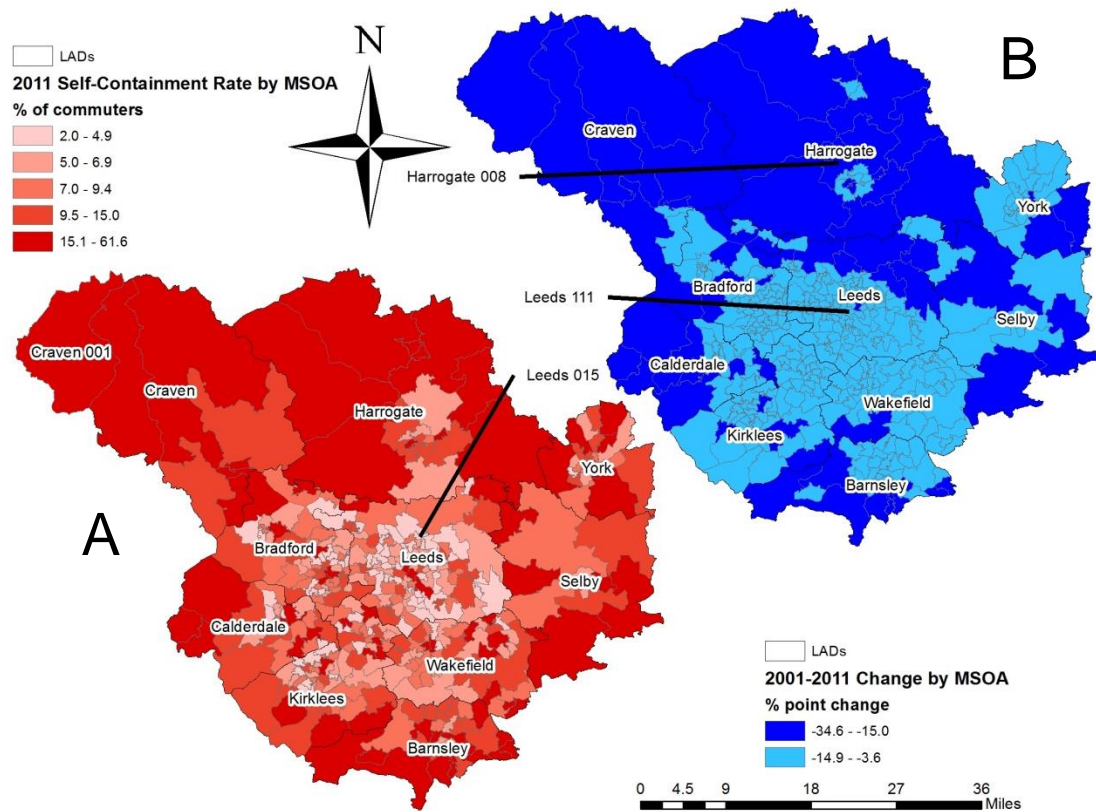 LADs
2011 Self-Containment Rate by MSOA
% of commuters
2.0 - 4.9
5.0 - 6.9
7.0 - 9.4
9.5 - 15.0
15.1 - 61.6
N
B
Craven
Harrogate
Harrogate 008
York
Bradford
Leeds 111
Leeds
Selby
Calderdale
Craven 001
Leeds 015
Craven
Harrogate
Wakefield
Kirklees
York
Barnsley
A
Bradford
Leeds
Selby
Calderdale
Wakefield
Kirklees
Barnsley
LADs
2001-2011 Change by MSOA
% point change
-34.6 - -15.0
-14.9 - -3.6
0 4.5 9 18 27 36
Miles